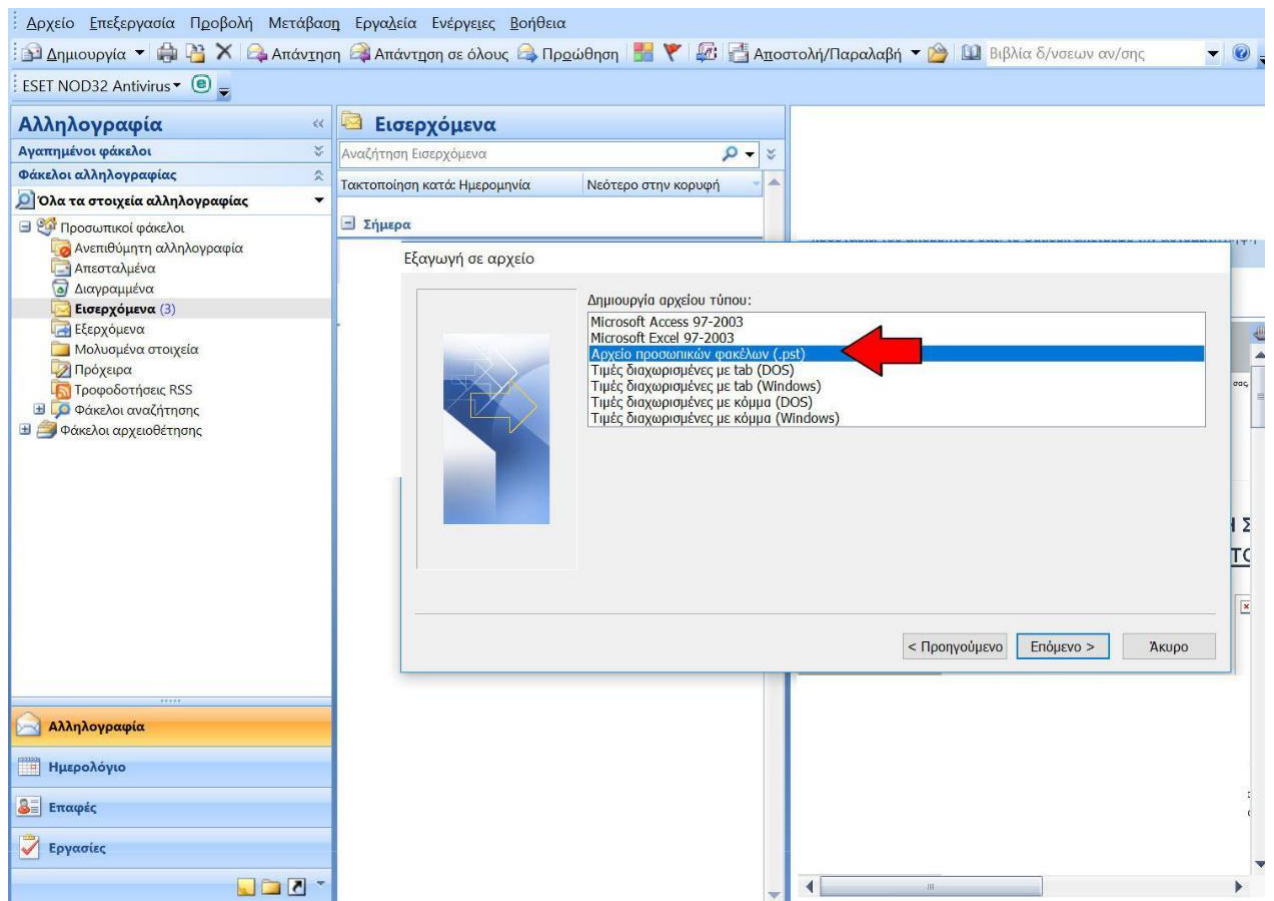 Αρχείο Επεξεργασία Προβολή Μετάβαση Εργαλεία Ενέργειες Βοήθεια
Δημιουργία Απάντηση Απάντηση σε όλους Προώθηση Αποστολή/Παραλαβή Βιβλία δ/νσεων αν/σης
ESET NOD32 Antivirus
Αλληλογραφία
Αγαπημένοι φάκελοι
Φάκελοι αλληλογραφίας
Όλα τα στοιχεία αλληλογραφίας
Προσωπικοί φάκελοι
Ανεπιθύμητη αλληλογραφία
Απεσταλμένα
Διαγραμμένα
Εισερχόμενα (3)
Εξερχόμενα
Μολυσμένα στοιχεία
Πρόχειρα
Τροφοδοτήσεις RSS
Φάκελοι αναζήτησης
Φάκελοι αρχειοθέτησης
Αλληλογραφία
Ημερολόγιο
Επαφές
Εργασίες
Εισερχόμενα
Αναζήτηση Εισερχόμενα
Τακτοποίηση κατά: Ημερομηνία Νεότερο στην κορυφή
Σήμερα
Εξαγωγή σε αρχείο
Δημιουργία αρχείου τύπου:
Microsoft Access 97-2003
Microsoft Excel 97-2003
Αρχείο προσωπικών φακέλων (.pst)
Τιμές διαχωρισμένες με tab (DOS)
Τιμές διαχωρισμένες με tab (Windows)
Τιμές διαχωρισμένες με κόμμα (DOS)
Τιμές διαχωρισμένες με κόμμα (Windows)
< Προηγούμενο Επόμενο > Άκυρο
σας,